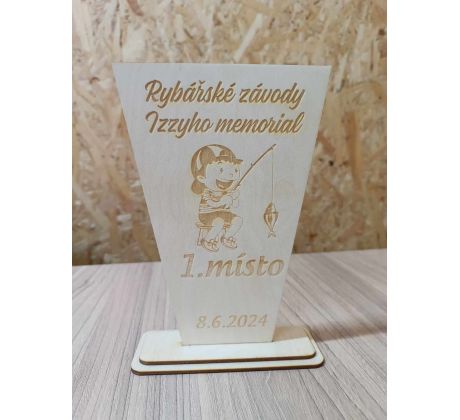 Rybářské závody
Izzyho memorial
1.místo
8.6.2024